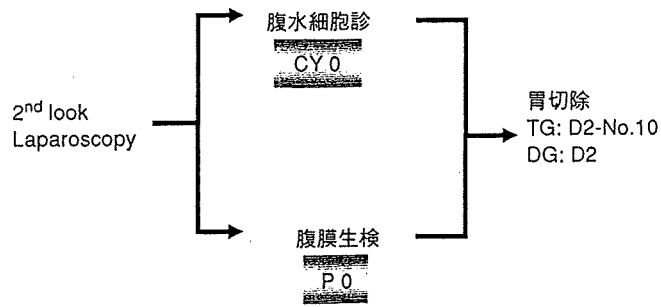 腹水細胞診
CY 0
2nd look
Laparoscopy
胃切除
TG: D2-No.10
DG: D2
腹膜生検
P 0